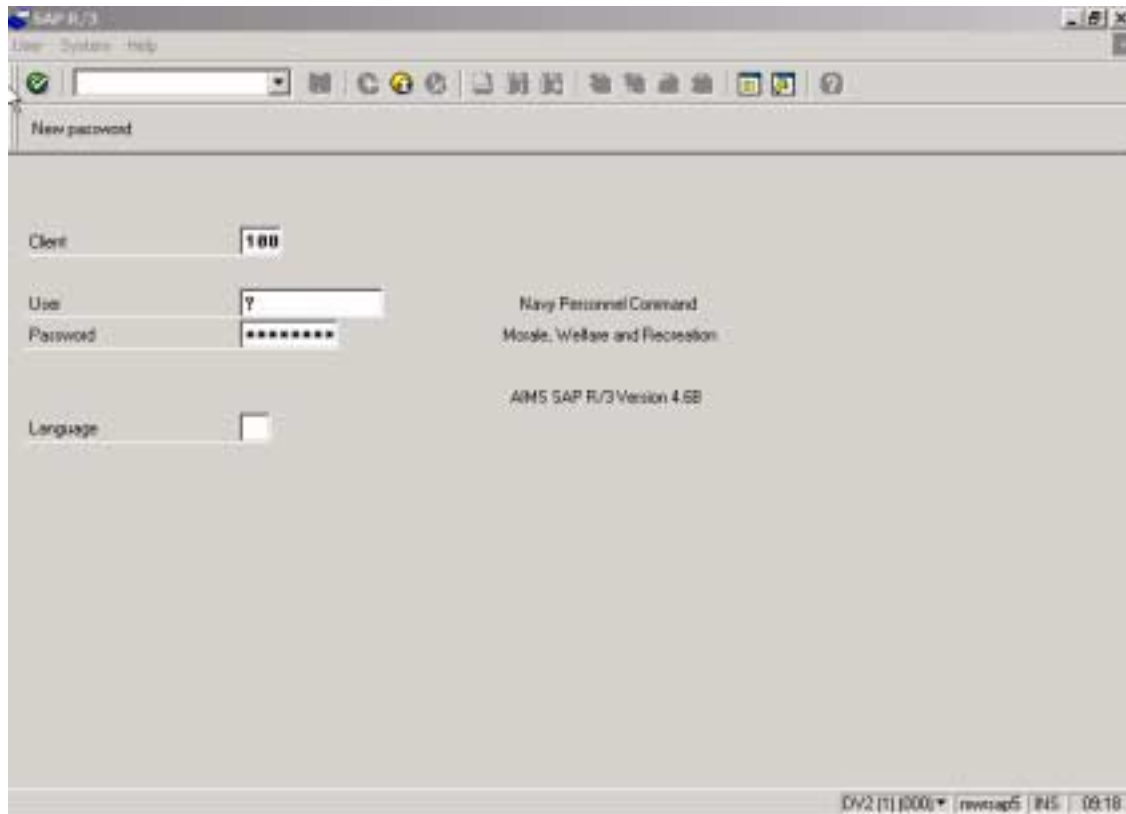 SAP R/3
User System Help
New password
Client 100
User ?
Navy Personnel Command
Password ********
Morale, Welfare and Recreation
AIMS SAP R/3 Version 4.6B
Language
DV2 (1) (000) INS 09:18